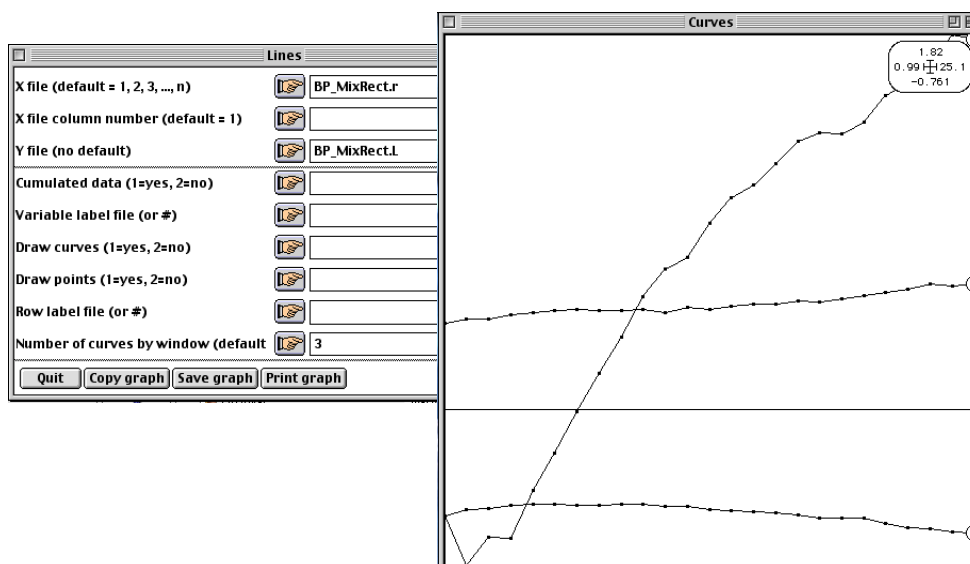 Curves
1.82
0.99 25.1
-0.761
Lines
X file (default = 1, 2, 3, ..., n) BP_MixRect.r
X file column number (default = 1)
Y file (no default) BP_MixRect.L
Cumulated data (1=yes, 2=no)
Variable label file (or #)
Draw curves (1=yes, 2=no)
Draw points (1=yes, 2=no)
Row label file (or #)
Number of curves by window (default 3
Quit Copy graph Save graph Print graph